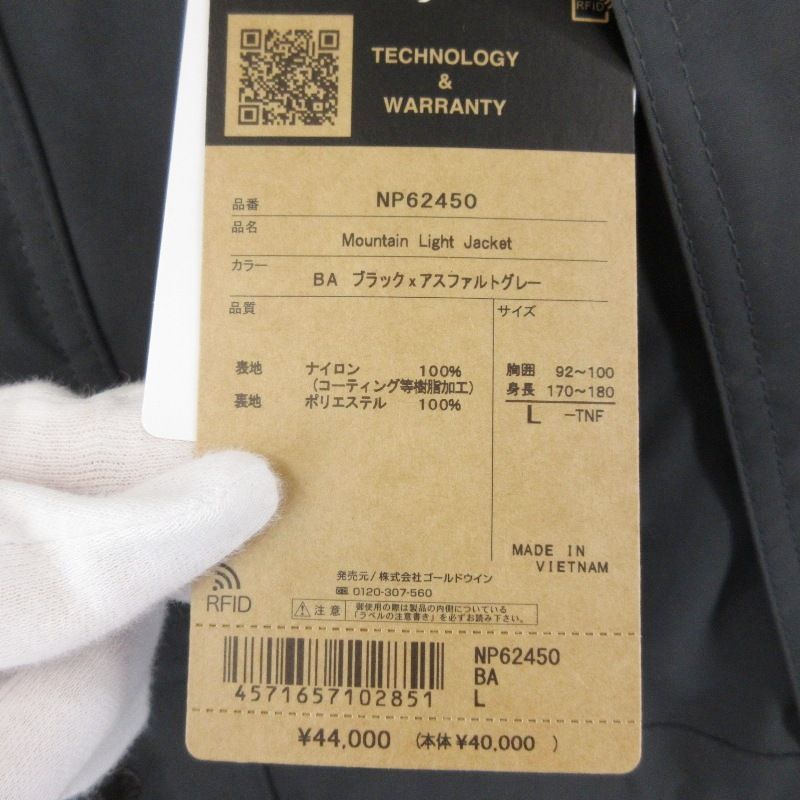 RFID
TECHNOLOGY
&
WARRANTY
品番 NP62450
品名
Mountain Light Jacket
カラー
BA ブラックxアスファルトグレー
品質
サイズ
表地 ナイロン 100%
(コーティング等樹脂加工)
裏地 ポリエステル 100%
胸囲 92~100
身長 170~180
L -TNF
MADE IN
VIETNAM
発売元/株式会社ゴールドウイン
0120-307-560
RFID
注意 御使用の際は製品の内側についている
「ラベルの注意書き」を必ずお読み下さい。
4571657102851
NP62450
BA
L
¥44,000 (本体¥40,000 )